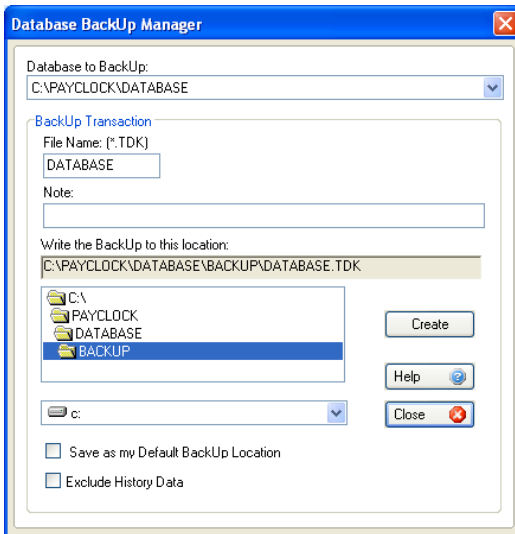 Database BackUp Manager
Database to BackUp:
C:\PAYCLOCK\DATABASE
BackUp Transaction
File Name: (*.TDK)
DATABASE
Note:
Write the BackUp to this location:
C:\PAYCLOCK\DATABASE\BACKUP\DATABASE.TDK
C:\
PAYCLOCK
DATABASE
BACKUP
Create
Help
c:
Close
Save as my Default BackUp Location
Exclude History Data